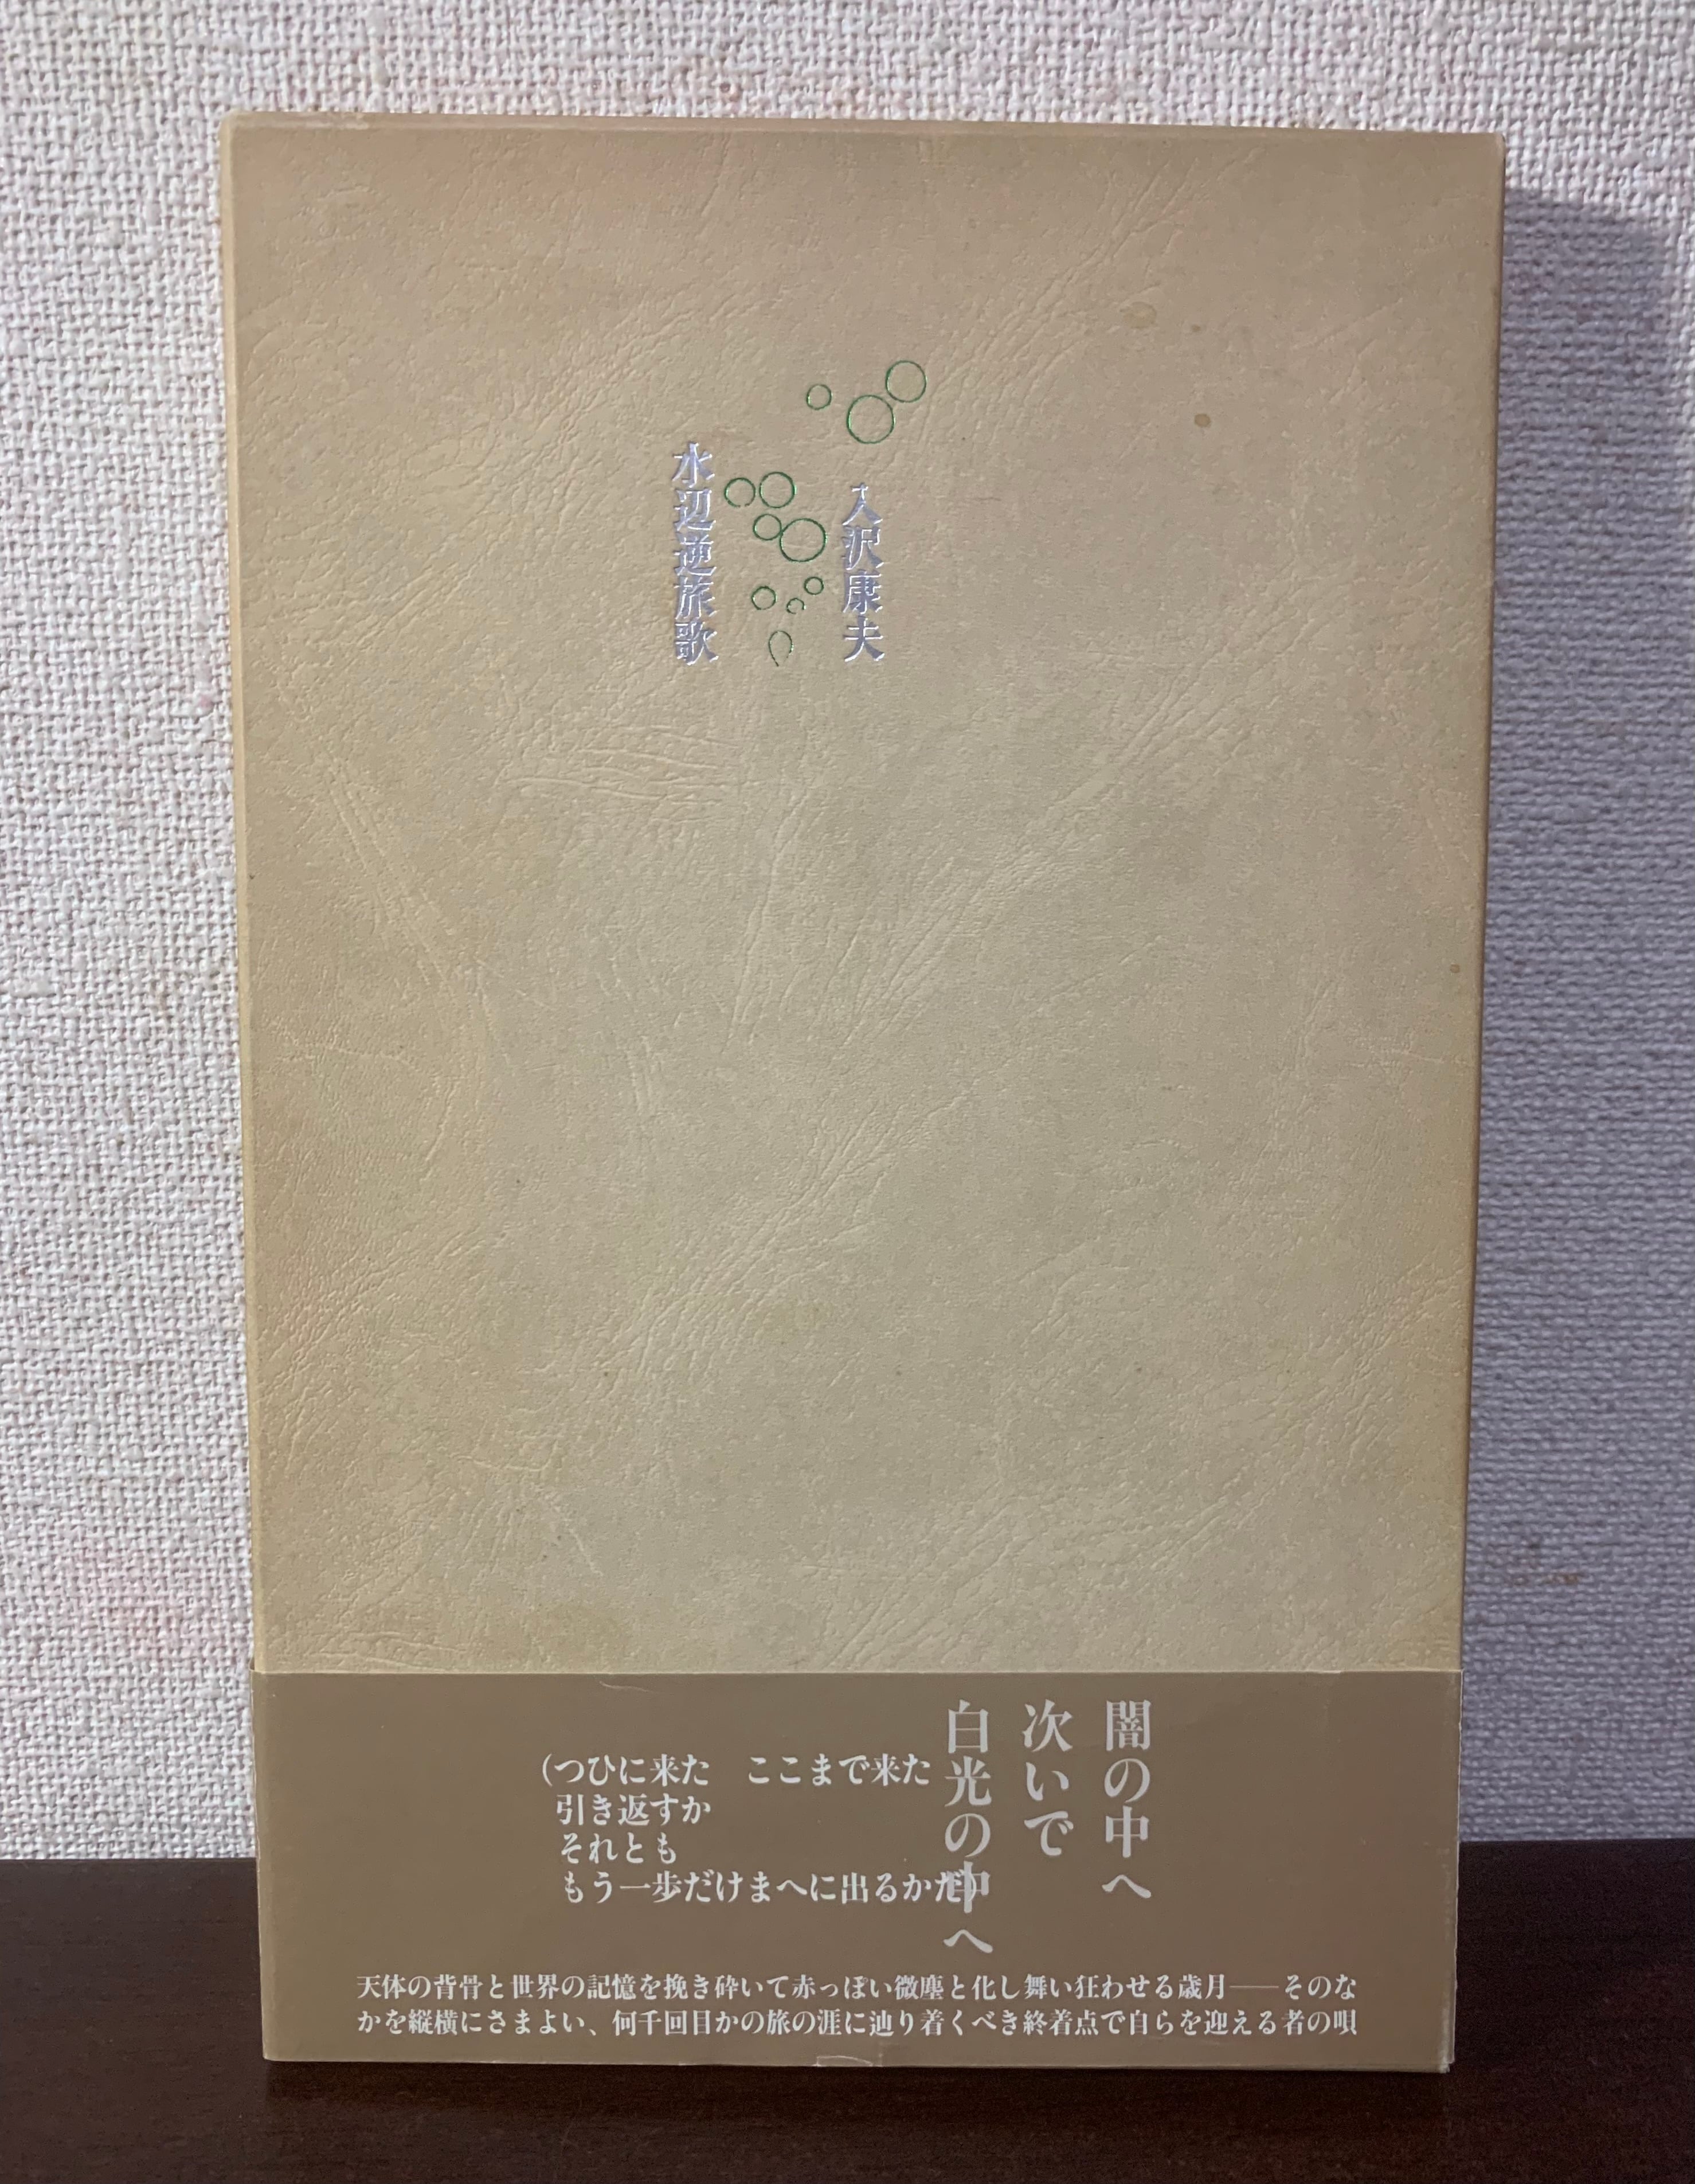 入沢康夫
水辺逆旅歌
闇の中へ
次いで
白光の中へ
(つひに来た　ここまで来た
引き返すか
それとも
もう一歩だけまへに出るかだ)
天体の背骨と世界の記憶を挽き砕いて赤っぽい微塵と化し舞い狂わせる歳月──そのな
かを縦横にさまよい、何千回目かの旅の涯に辿り着くべき終着点で自らを迎える者の唄